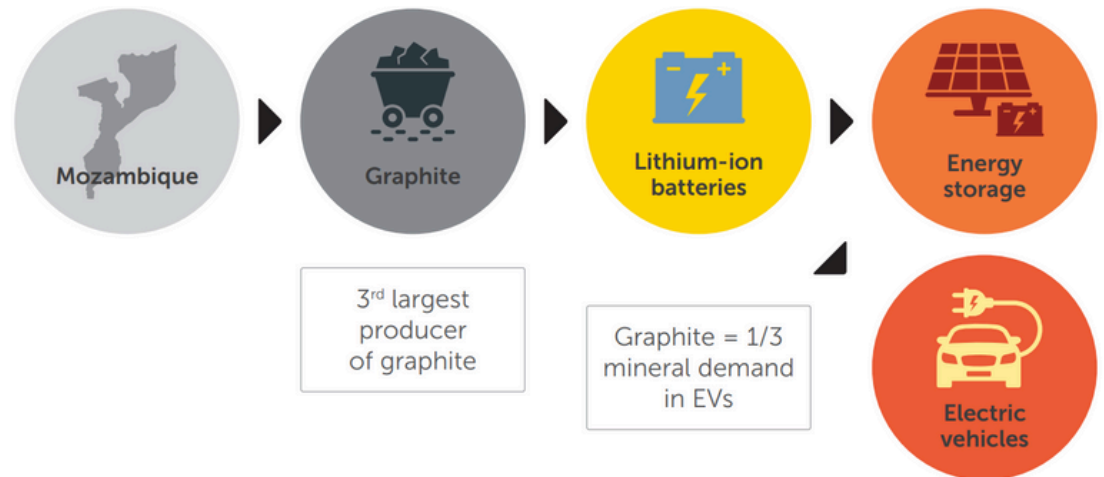 Mozambique
Graphite
Lithium-ion
batteries
Energy
storage
3rd largest
producer
of graphite
Graphite = 1/3
mineral demand
in EVs
Electric
vehicles